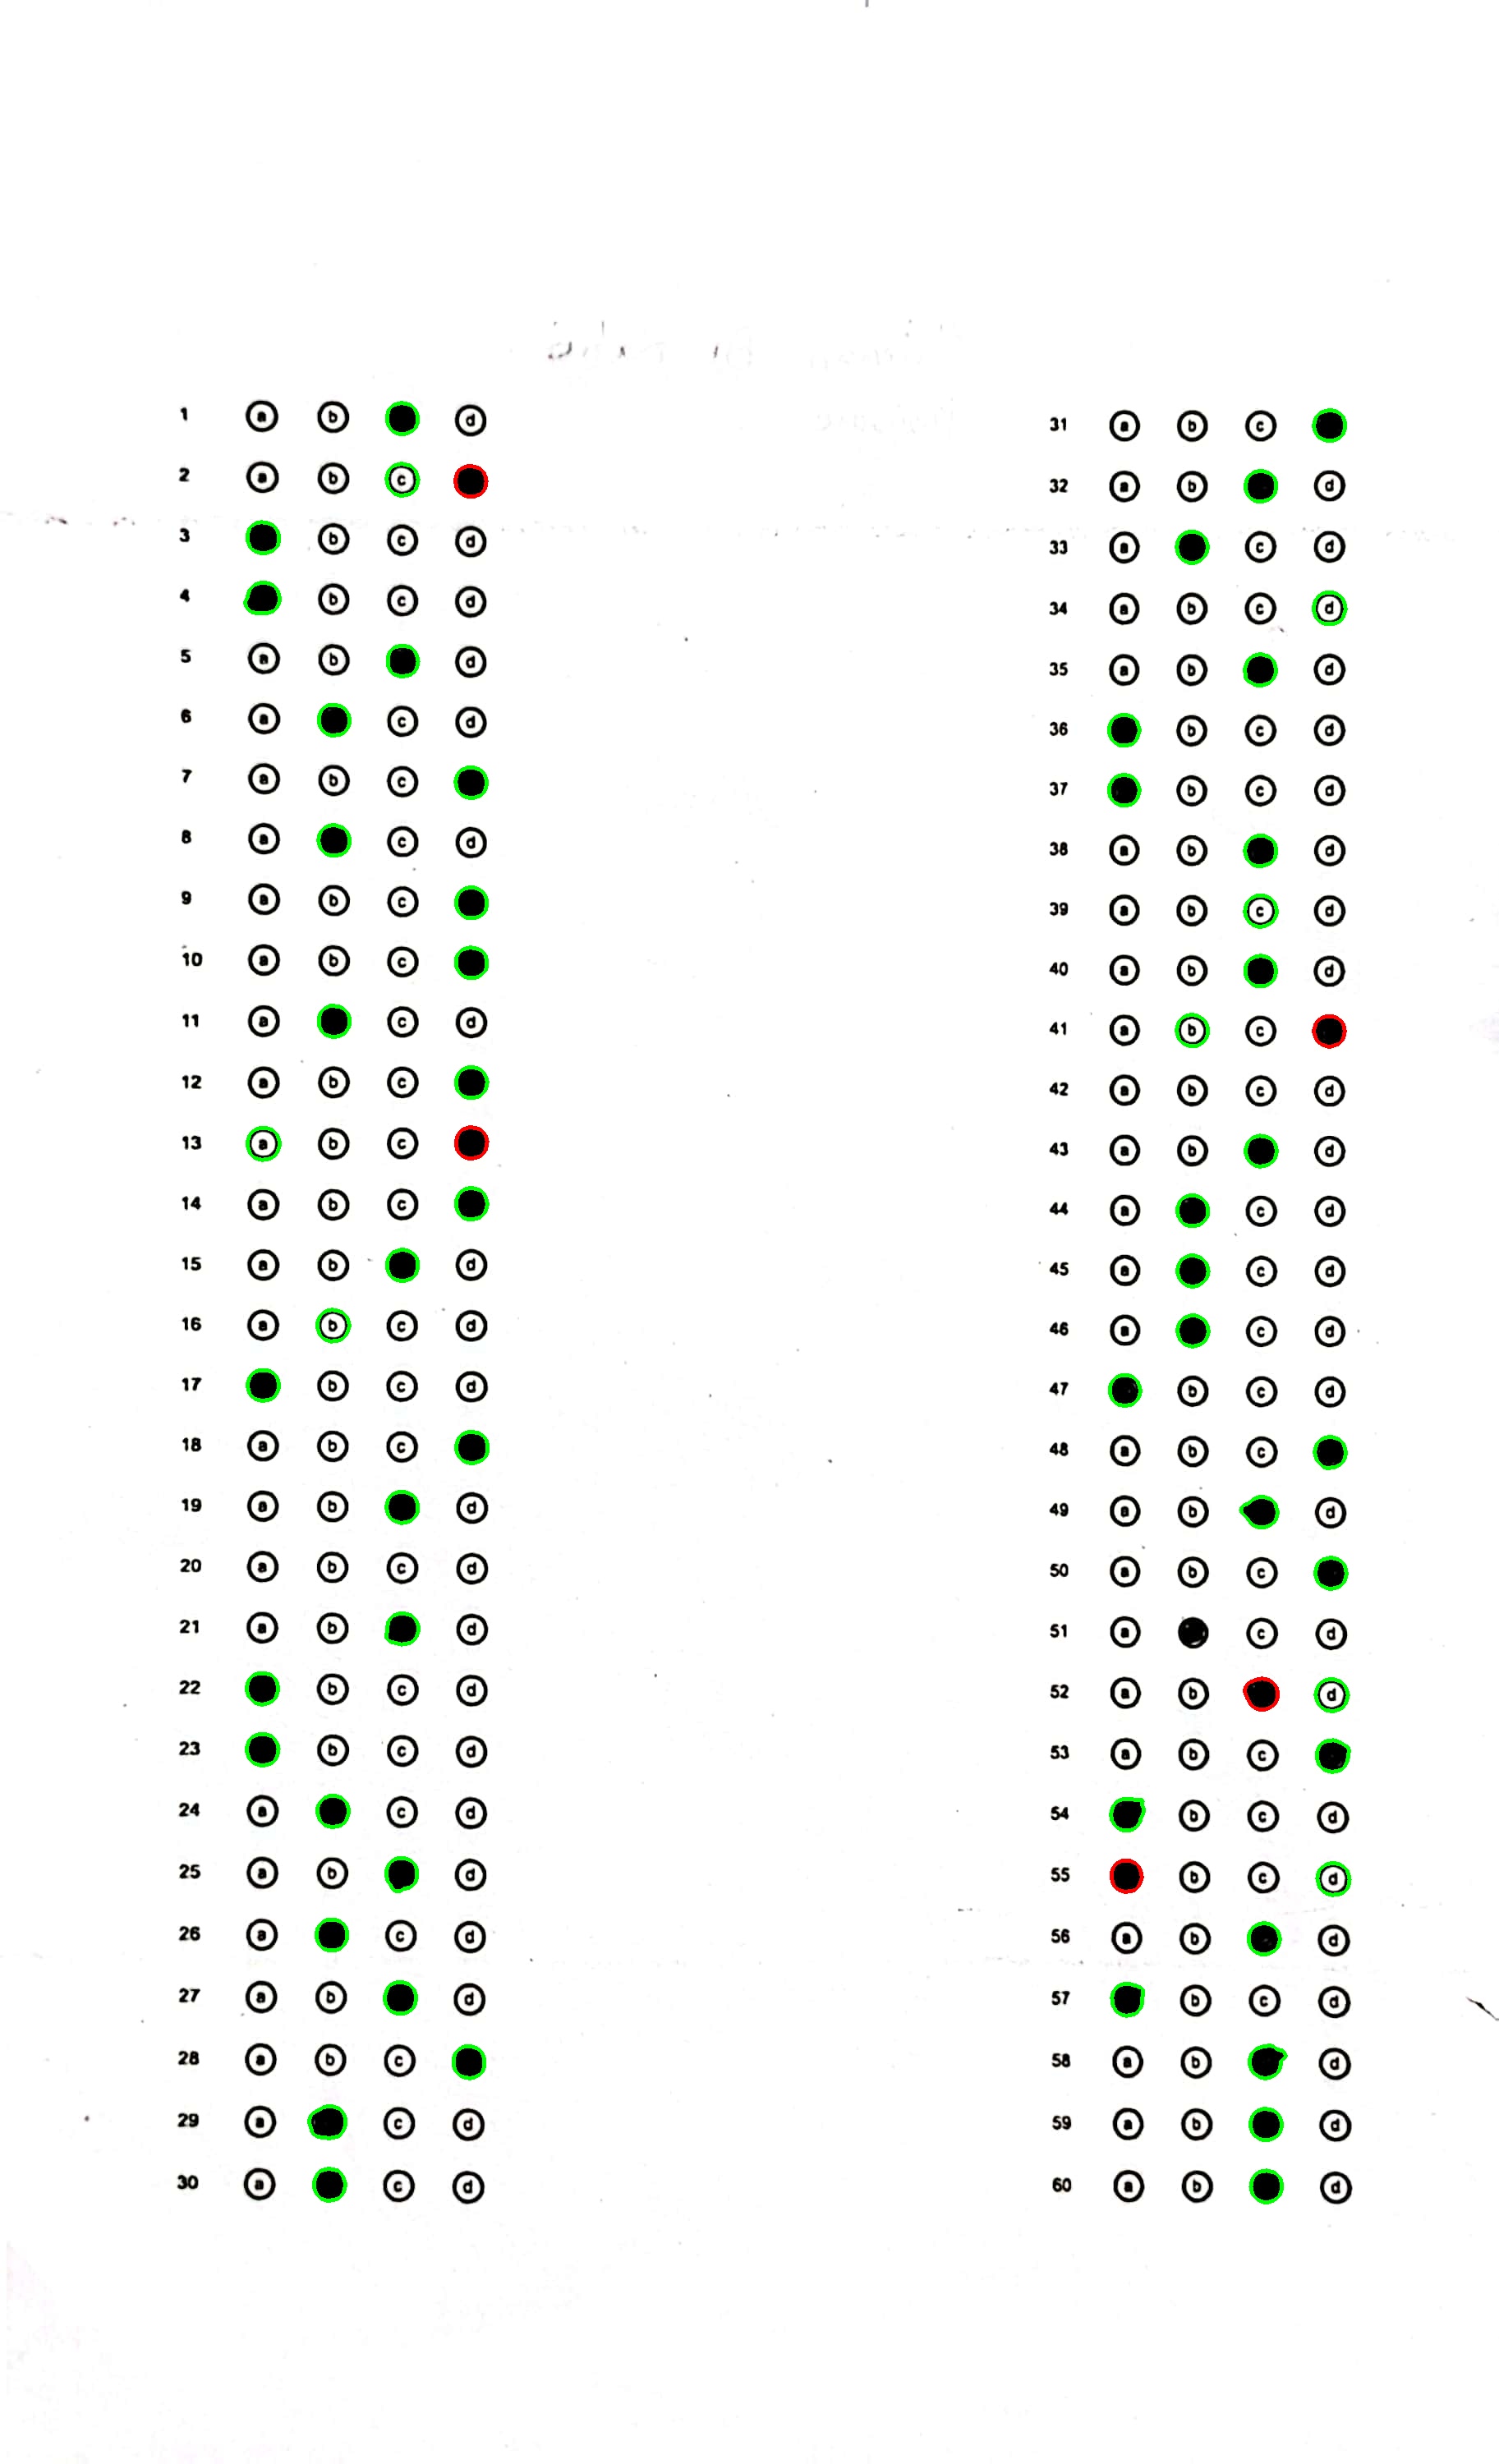 1 a b d
2 a b c
3 b c d
4 b c d
5 a b d
6 a c d
7 a b c
8 a c d
9 a b c
10 a b c
11 a c d
12 a b c
13 a b c
14 a b c
15 a b d
16 a b c d
17 b c d
18 a b c
19 a b d
20 a b c d
21 a b d
22 b c d
23 b c d
24 a c d
25 a b d
26 a c d
27 a b d
28 a b c
29 a c d
30 a c d
31 a b c
32 a b d
33 a c d
34 a b c d
35 a b d
36 b c d
37 b c d
38 a b d
39 a b c d
40 a b d
41 a b c
42 a b c d
43 a b d
44 a c d
45 a c d
46 a c d
47 b c d
48 a b c
49 a b d
50 a b c
51 a c d
52 a b d
53 a b c
54 b c d
55 b c d
56 a b d
57 b c d
58 a b d
59 a b d
60 a b d